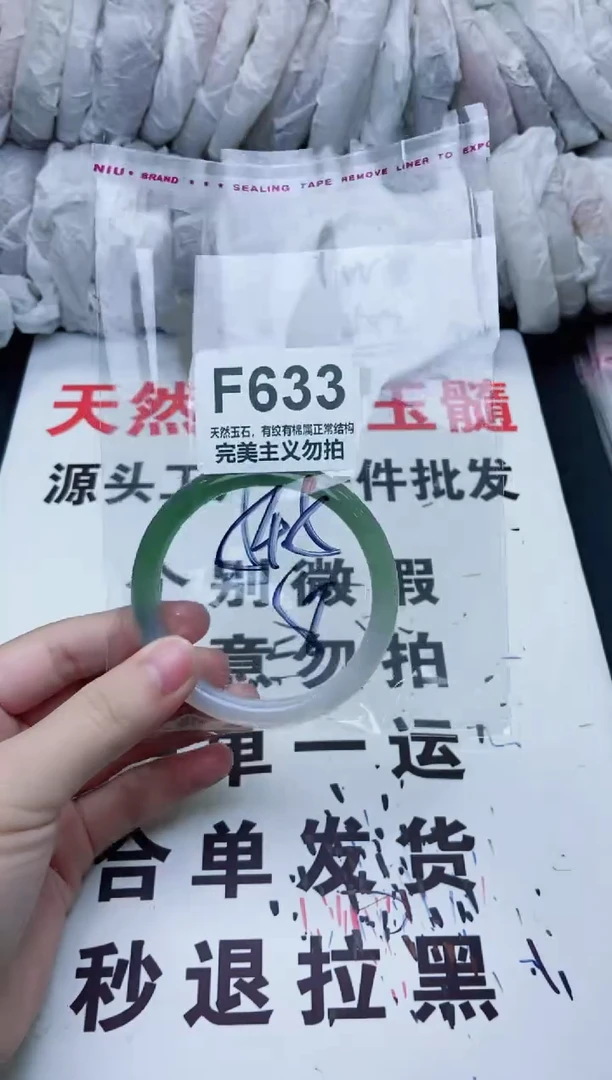 NIU BRAND *** SEALING TAPE REMOVE LINER TO EXPO
F633
天然玉石，有纹有棉属正常结构
完美主义勿拍
天然 玉髓
源头工 件批发
个别微瑕
意勿拍
单一运
合单发货
秒退拉黑